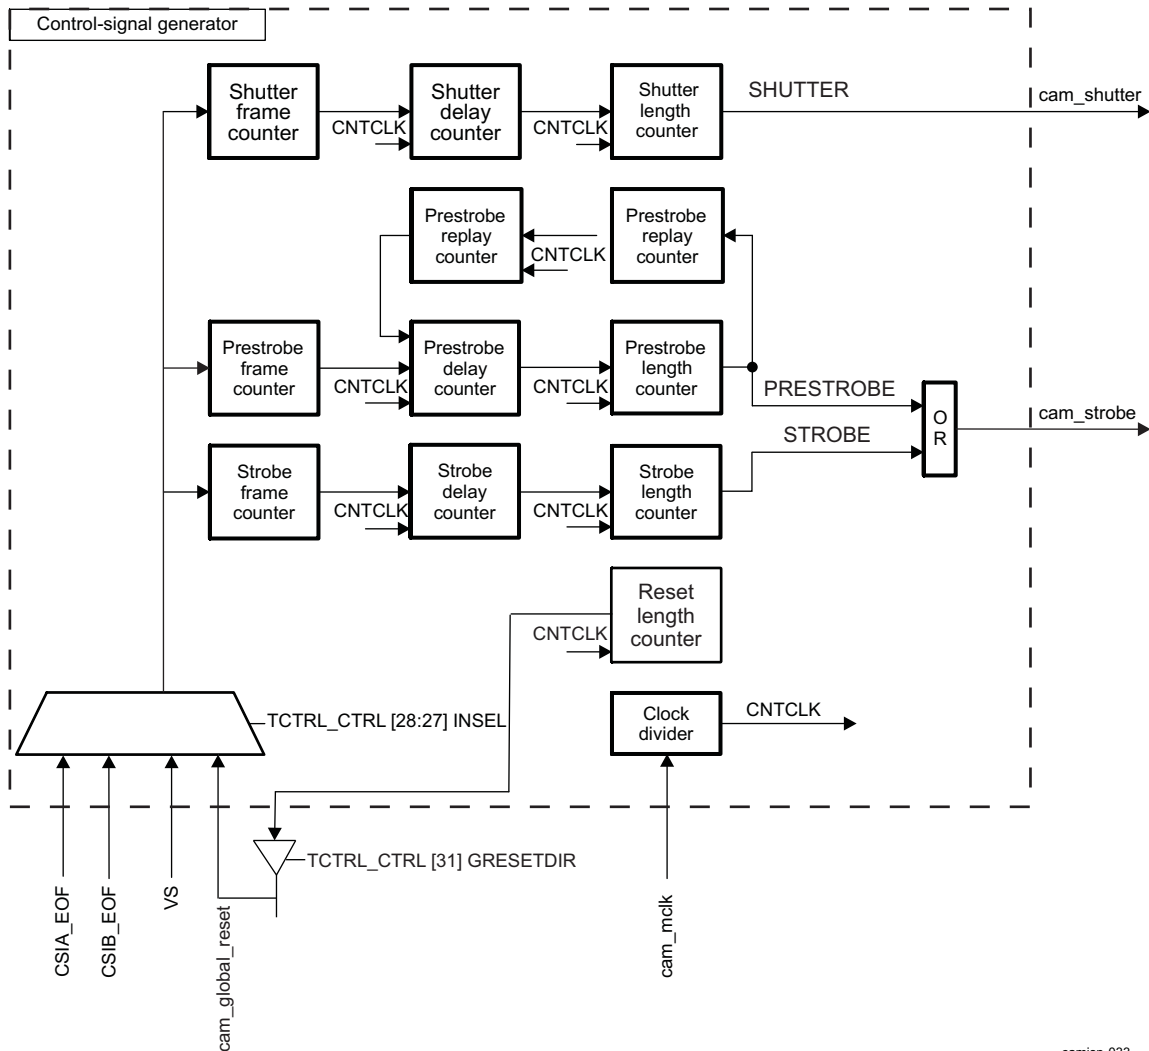 Control-signal generator
Shutter
frame
counter
CNTCLK
Shutter
delay
counter
CNTCLK
Shutter
length
counter
SHUTTER
cam_shutter
Prestrobe
replay
counter
CNTCLK
Prestrobe
replay
counter
Prestrobe
frame
counter
CNTCLK
Prestrobe
delay
counter
CNTCLK
Prestrobe
length
counter
PRESTROBE
O
R
cam_strobe
STROBE
Strobe
frame
counter
CNTCLK
Strobe
delay
counter
CNTCLK
Strobe
length
counter
CNTCLK
Reset
length
counter
TCTRL_CTRL [28:27] INSEL
Clock
divider
CNTCLK
TCTRL_CTRL [31] GRESETDIR
CSIA_EOF
CSIB_EOF
VS
cam_global_reset
cam_mclk